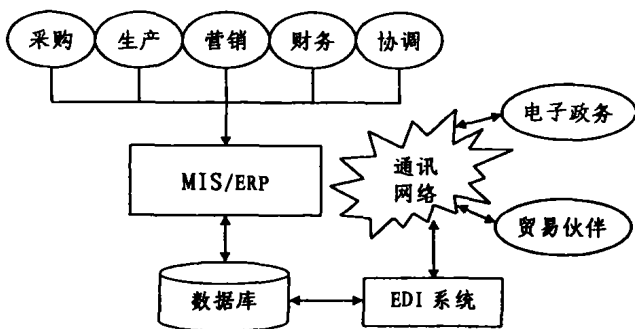 采购
生产
营销
财务
协调
电子政务
通讯
网络
MIS/ERP
贸易伙伴
数据库
EDI 系统